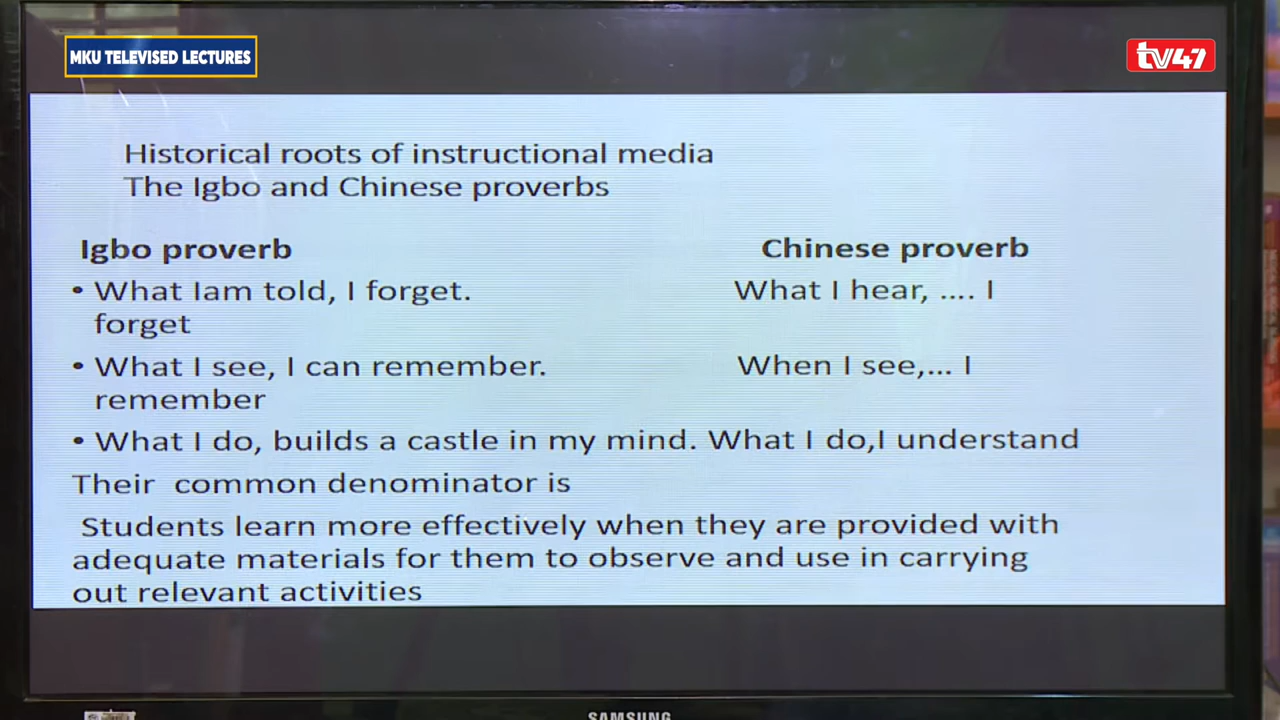 MKU TELEVISED LECTURES
tv47
Historical roots of instructional media
The Igbo and Chinese proverbs
Igbo proverb Chinese proverb
• What Iam told, I forget. What I hear, .... I
forget
• What I see, I can remember. When I see,... I
remember
• What I do, builds a castle in my mind. What I do,I understand
Their common denominator is
Students learn more effectively when they are provided with
adequate materials for them to observe and use in carrying
out relevant activities
SAMSUNG